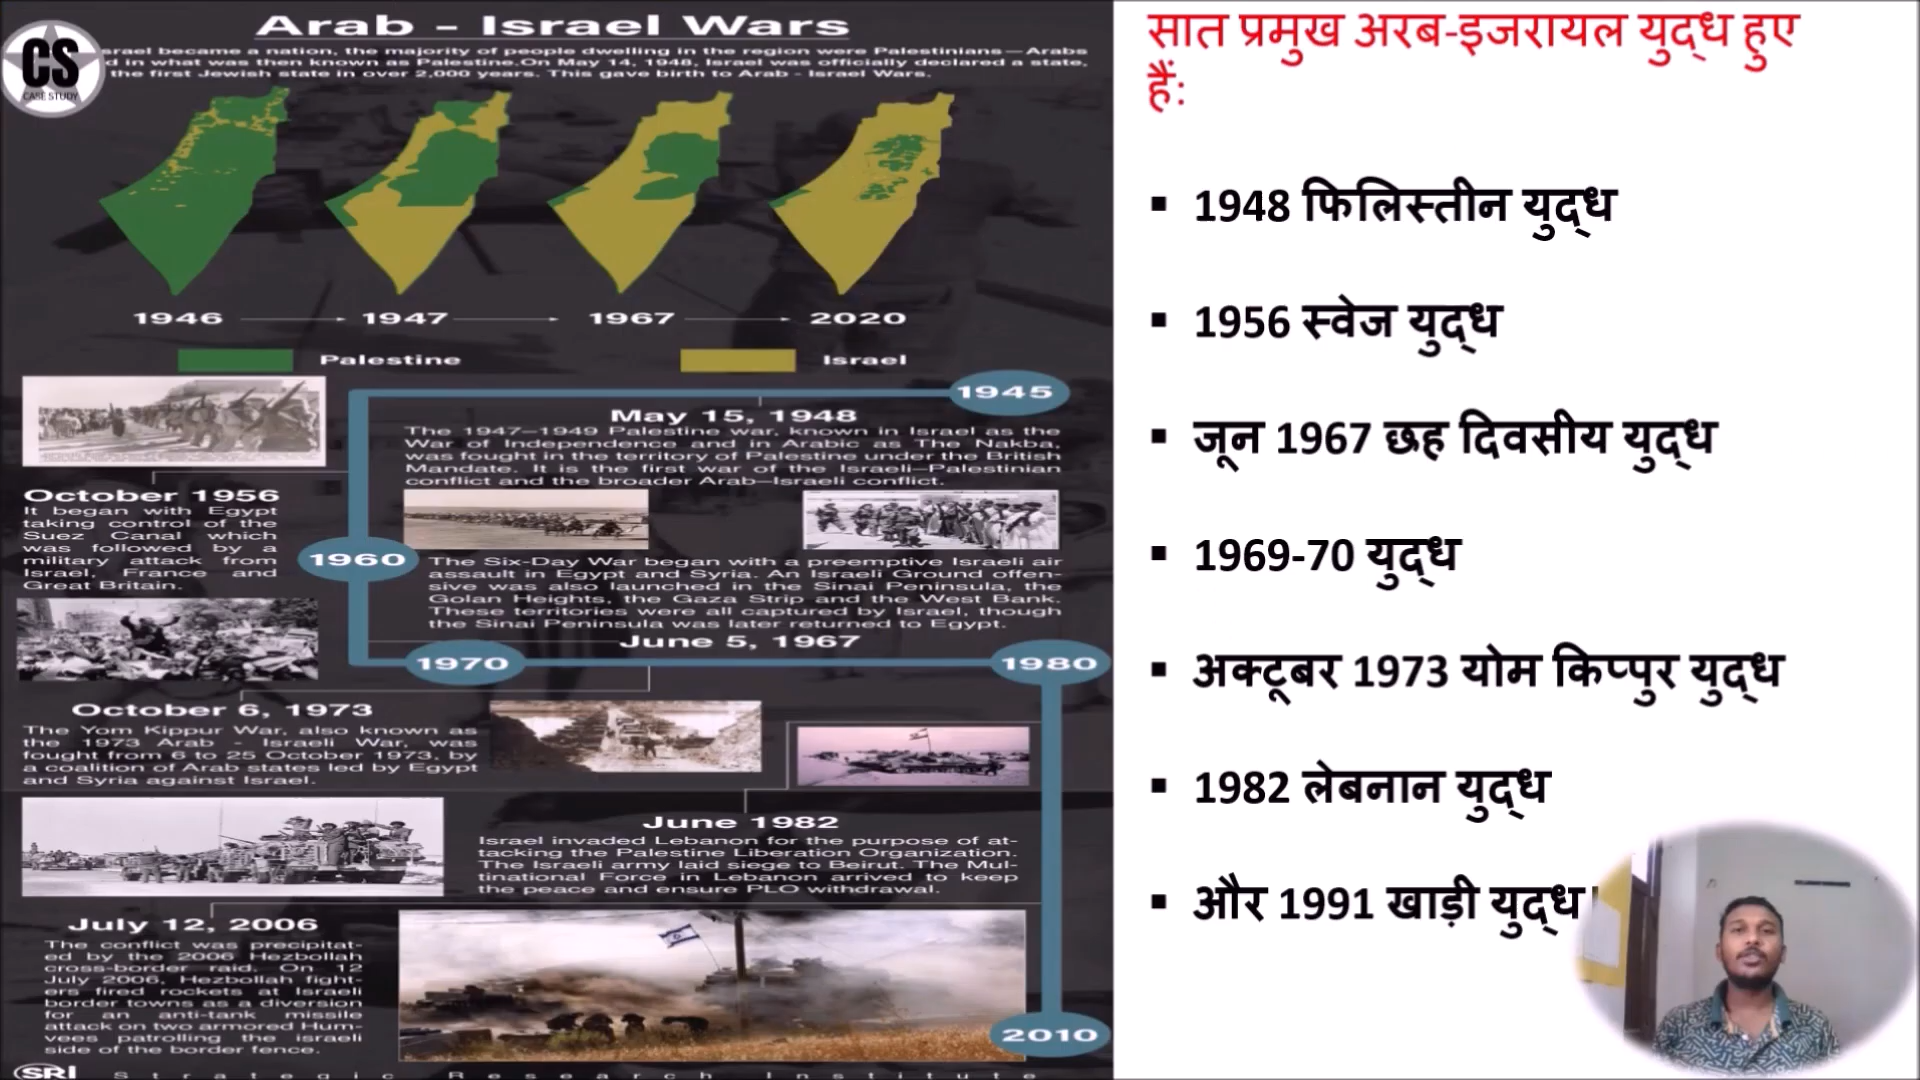 Arab - Israel Wars
CS
CASE STUDY
srael became a nation, the majority of people dwelling in the region were Palestinians—Arabs
d in what was then known as Palestine.On May 14, 1948, Israel was officially declared a state,
the first Jewish state in over 2,000 years. This gave birth to Arab - Israel Wars.
1946
1947
1967
2020
Palestine
Israel
1945
May 15, 1948
The 1947–1949 Palestine war, known in Israel as the
War of Independence and in Arabic as The Nakba,
was fought in the territory of Palestine under the British
Mandate. It is the first war of the Israeli–Palestinian
conflict and the broader Arab–Israeli conflict.
October 1956
It began with Egypt
taking control of the
Suez Canal which
was followed by a
military attack from
Israel, France and
Great Britain.
1960
The Six-Day War began with a preemptive Israeli air
assault in Egypt and Syria. An Israeli Ground offen-
sive was also launched in the Sinai Peninsula, the
Golan Heights, the Gaza Strip and the West Bank.
These territories were all captured by Israel, though
the Sinai Peninsula was later returned to Egypt.
June 5, 1967
1970
1980
October 6, 1973
The Yom Kippur War, also known as
the 1973 Arab - Israeli War, was
fought from 6 to 25 October 1973, by
a coalition of Arab states led by Egypt
and Syria against Israel.
June 1982
Israel invaded Lebanon for the purpose of at-
tacking the Palestine Liberation Organization.
The Israeli army laid siege to Beirut. The Mul-
tinational Force in Lebanon arrived to keep
the peace and ensure PLO withdrawal.
July 12, 2006
The conflict was precipitat-
ed by the 2006 Hezbollah
cross-border raid. On 12
July 2006, Hezbollah fight-
ers fired rockets at Israeli
border towns as a diversion
for an anti-tank missile
attack on two armored Hum-
vees patrolling the israeli
side of the border fence.
2010
SRI Strategic Research Institute
सात प्रमुख अरब-इजरायल युद्ध हुए
हैं:
▪ 1948 फिलिस्तीन युद्ध
▪ 1956 स्वेज युद्ध
▪ जून 1967 छह दिवसीय युद्ध
▪ 1969-70 युद्ध
▪ अक्टूबर 1973 योम किप्पुर युद्ध
▪ 1982 लेबनान युद्ध
▪ और 1991 खाड़ी युद्ध।